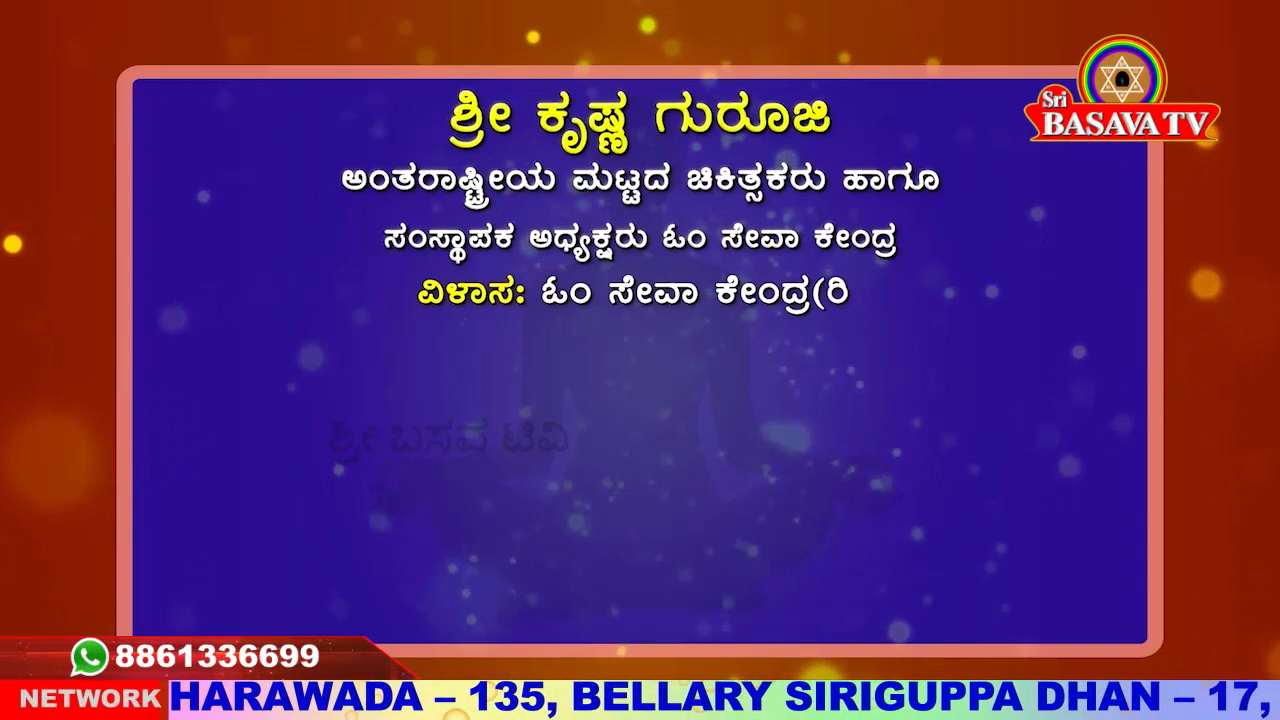 ಶ್ರೀ ಕೃಷ್ಣ ಗುರೂಜಿ
Sri
BASAVA TV
ಅಂತರಾಷ್ಟ್ರೀಯ ಮಟ್ಟದ ಚಿಕಿತ್ಸಕರು ಹಾಗೂ
ಸಂಸ್ಥಾಪಕ ಅಧ್ಯಕ್ಷರು ಓಂ ಸೇವಾ ಕೇಂದ್ರ
ವಿಳಾಸ: ಓಂ ಸೇವಾ ಕೇಂದ್ರ(ರಿ
ಶ್ರೀ ಬಸವ ಟಿವಿ
8861336699
NETWORK HARAWADA – 135, BELLARY SIRIGUPPA DHAN – 17,